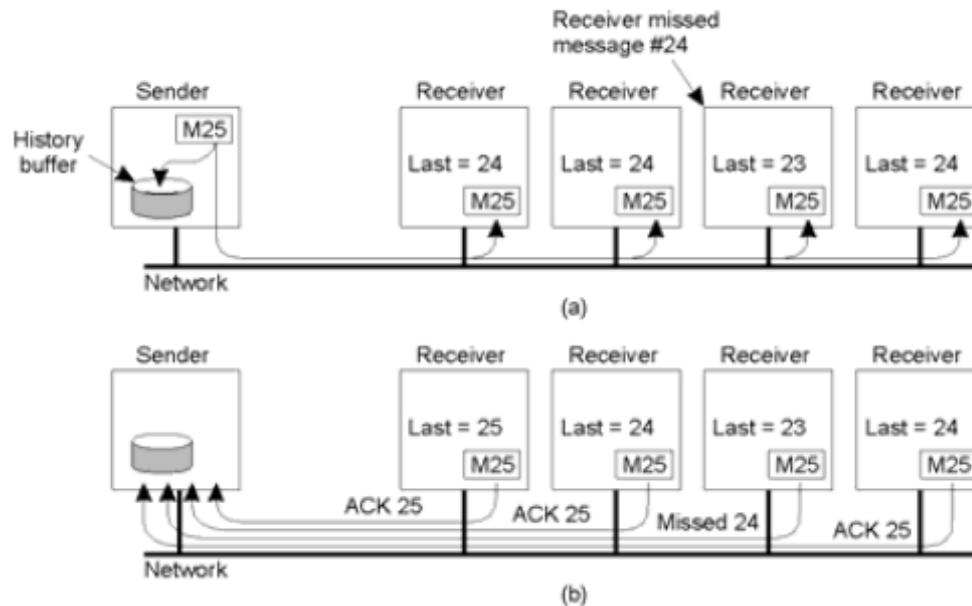 Receiver missed
message #24
Sender
Receiver
Receiver
Receiver
Receiver
History
buffer
M25
Last = 24
Last = 24
Last = 23
Last = 24
M25
M25
M25
M25
Network
(a)
Sender
Receiver
Receiver
Receiver
Receiver
Last = 25
Last = 24
Last = 23
Last = 24
M25
M25
M25
M25
ACK 25
ACK 25
Missed 24
ACK 25
Network
(b)